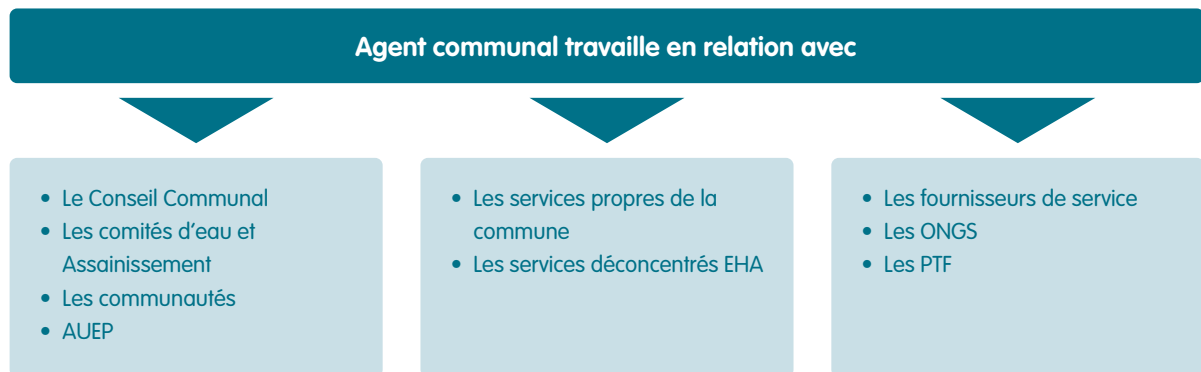 Agent communal travaille en relation avec
• Le Conseil Communal
• Les comités d'eau et
Assainissement
• Les communautés
• AUEP
• Les services propres de la
commune
• Les services déconcentrés EHA
• Les fournisseurs de service
• Les ONGS
• Les PTF